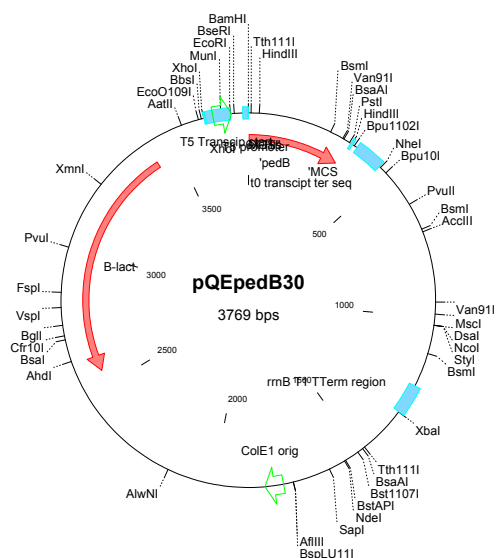 BamHI
BseRI
EcoRI
MunI
XhoI
BbsI
EcoO109I
AatII
XmnI
PvuI
FspI
VspI
BglI
Cfr10I
BsaI
AhdI
AlwNI
Tth111I
HindIII
BsmI
Van91I
BsaAI
PstI
HindIII
Bpu1102I
NheI
Bpu10I
PvuII
BsmI
AccIII
Van91I
MscI
DsaI
NcoI
StyI
BsmI
XbaI
Tth111I
BsaAI
Bst1107I
BstAPI
NdeI
SapI
AflIII
BspLU11I
T5 Transcip
XhoI
promoter
'pedB
'MCS
t0 transcipt ter seq
B-lact
pQEpedB30
3769 bps
rrnB T1 TTerm region
ColE1 orig
500
1000
1500
2000
2500
3000
3500